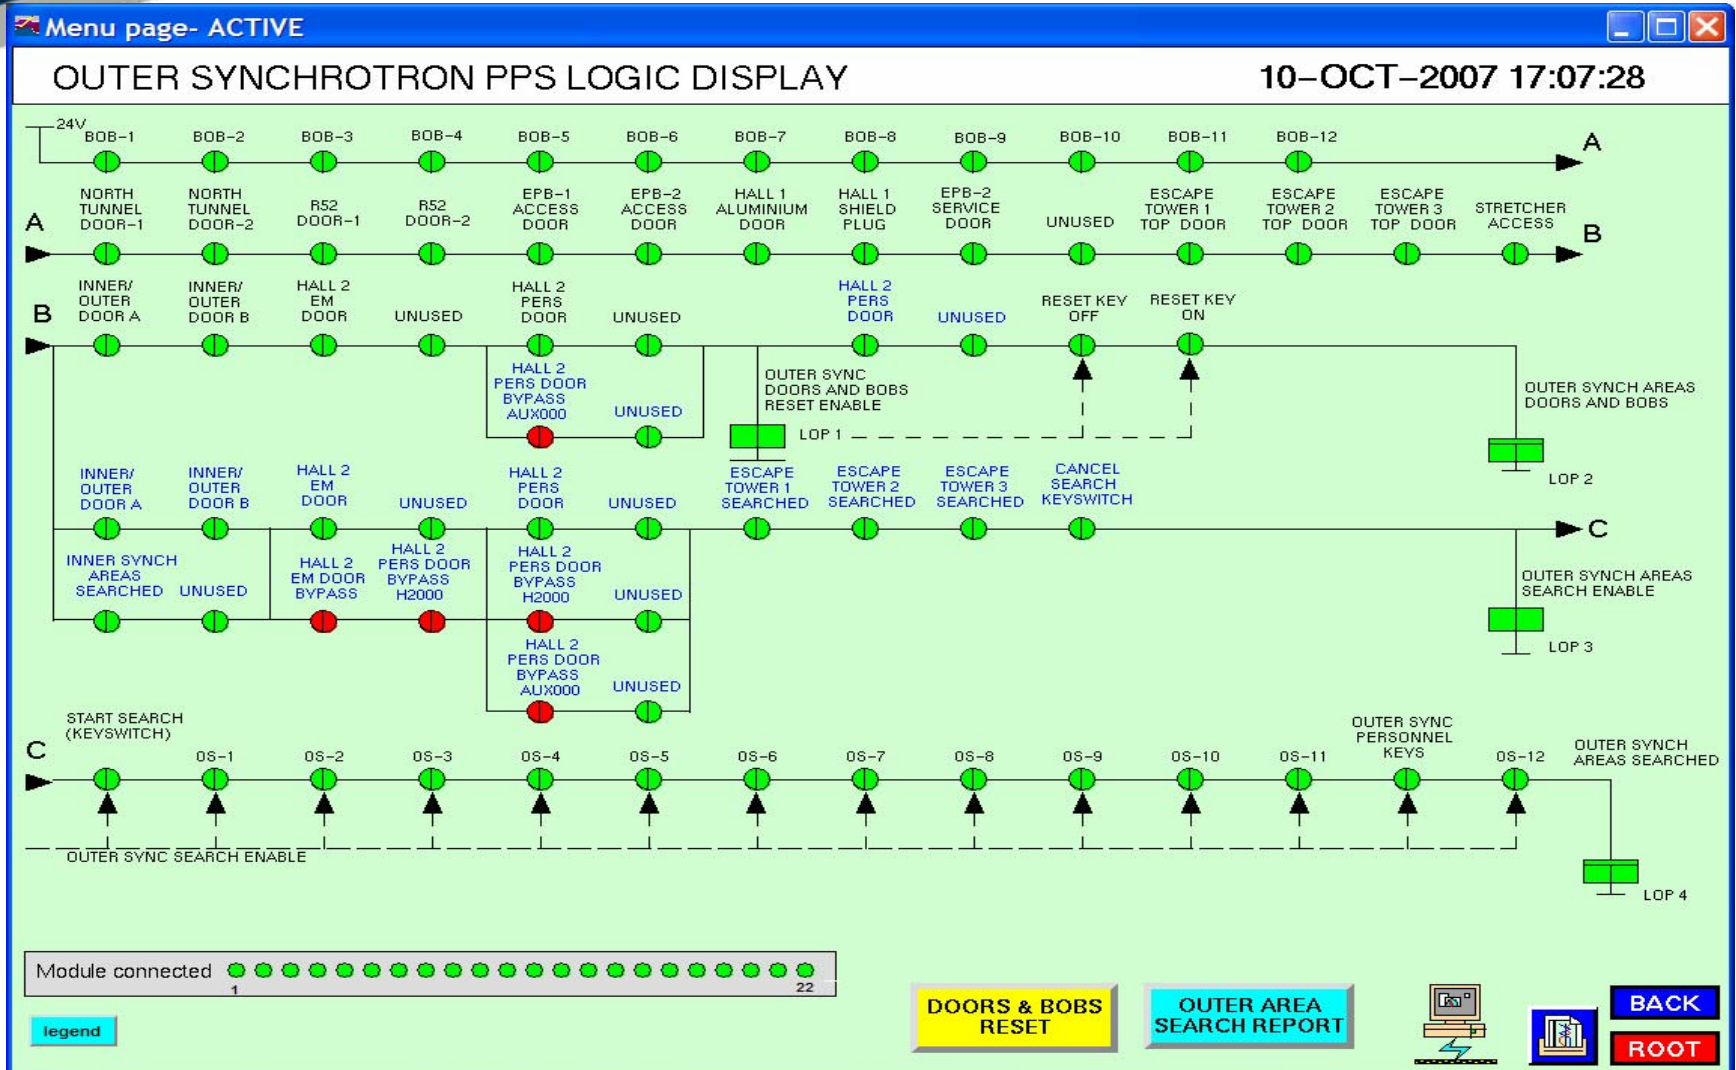 Menu page- ACTIVE
OUTER SYNCHROTRON PPS LOGIC DISPLAY
10-OCT-2007 17:07:28
24V
BOB-1
BOB-2
BOB-3
BOB-4
BOB-5
BOB-6
BOB-7
BOB-8
BOB-9
BOB-10
BOB-11
BOB-12
A
A
NORTH
TUNNEL
DOOR-1
NORTH
TUNNEL
DOOR-2
R52
DOOR-1
R52
DOOR-2
EPB-1
ACCESS
DOOR
EPB-2
ACCESS
DOOR
HALL 1
ALUMINIUM
DOOR
HALL 1
SHIELD
PLUG
EPB-2
SERVICE
DOOR
UNUSED
ESCAPE
TOWER 1
TOP DOOR
ESCAPE
TOWER 2
TOP DOOR
ESCAPE
TOWER 3
TOP DOOR
STRETCHER
ACCESS
B
B
INNER/
OUTER
DOOR A
INNER/
OUTER
DOOR B
HALL 2
EM
DOOR
UNUSED
HALL 2
PERS
DOOR
UNUSED
HALL 2
PERS
DOOR
UNUSED
RESET KEY
OFF
RESET KEY
ON
HALL 2
PERS DOOR
BYPASS
AUX000
UNUSED
OUTER SYNC
DOORS AND BOBS
RESET ENABLE
LOP 1
OUTER SYNCH AREAS
DOORS AND BOBS
LOP 2
INNER/
OUTER
DOOR A
INNER/
OUTER
DOOR B
HALL 2
EM
DOOR
UNUSED
HALL 2
PERS
DOOR
UNUSED
ESCAPE
TOWER 1
SEARCHED
ESCAPE
TOWER 2
SEARCHED
ESCAPE
TOWER 3
SEARCHED
CANCEL
SEARCH
KEYSWITCH
C
INNER SYNCH
AREAS
SEARCHED
UNUSED
HALL 2
EM DOOR
BYPASS
HALL 2
PERS DOOR
BYPASS
H2000
HALL 2
PERS DOOR
BYPASS
H2000
UNUSED
OUTER SYNCH AREAS
SEARCH ENABLE
LOP 3
HALL 2
PERS DOOR
BYPASS
AUX000
UNUSED
C
START SEARCH
(KEYSWITCH)
OS-1
OS-2
OS-3
OS-4
OS-5
OS-6
OS-7
OS-8
OS-9
OS-10
OS-11
OUTER SYNC
PERSONNEL
KEYS
OS-12
OUTER SYNCH
AREAS SEARCHED
OUTER SYNC SEARCH ENABLE
LOP 4
Module connected
1
22
legend
DOORS & BOBS
RESET
OUTER AREA
SEARCH REPORT
BACK
ROOT